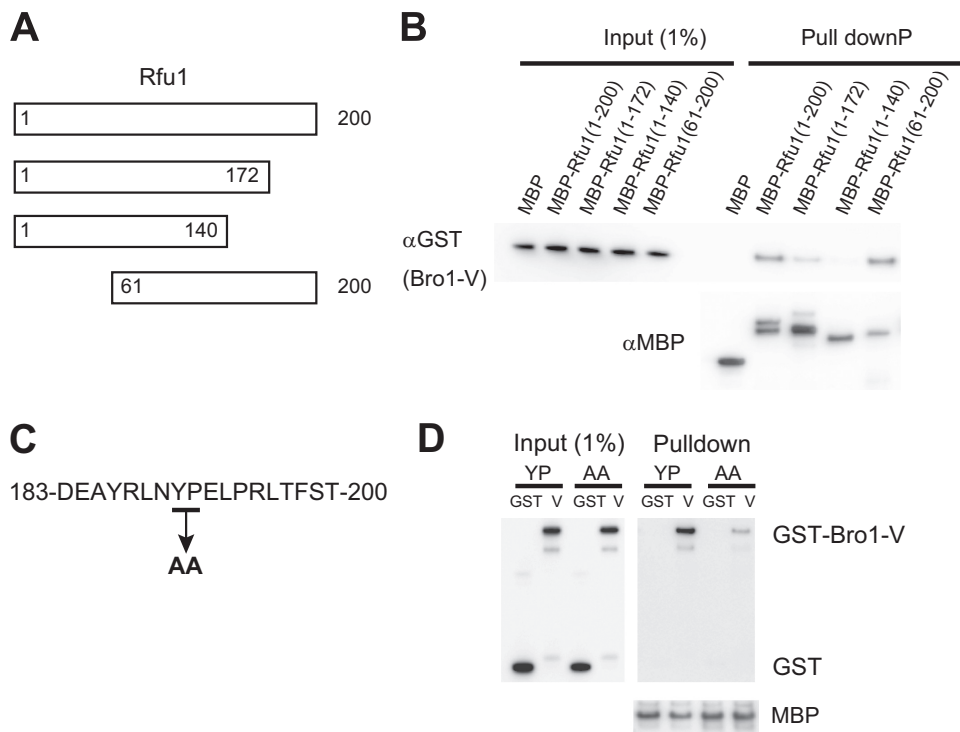 A
Rfu1
1 200
1 172
1 140
61 200
B
Input (1%) Pull downP
MBP MBP-Rfu1(1-200) MBP-Rfu1(1-172) MBP-Rfu1(1-140) MBP-Rfu1(61-200)
MBP MBP-Rfu1(1-200) MBP-Rfu1(1-172) MBP-Rfu1(1-140) MBP-Rfu1(61-200)
αGST
(Bro1-V)
αMBP
C
183-DEAYRLNYPELPRLTFST-200
AA
D
Input (1%) Pulldown
YP AA YP AA
GST V GST V GST V GST V
GST-Bro1-V
GST
MBP